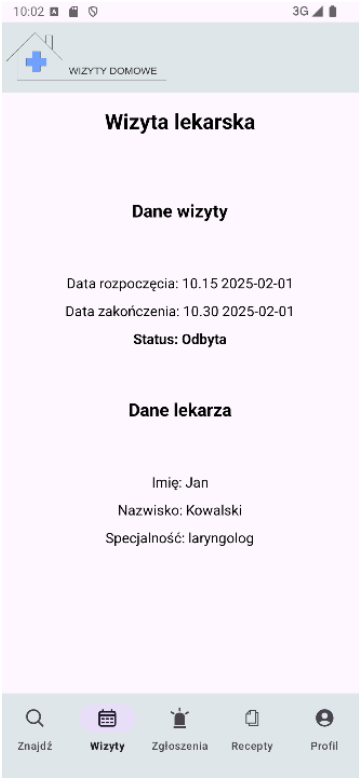 10:02
3G
WIZYTY DOMOWE
Wizyta lekarska
Dane wizyty
Data rozpoczęcia: 10.15 2025-02-01
Data zakończenia: 10.30 2025-02-01
Status: Odbyta
Dane lekarza
Imię: Jan
Nazwisko: Kowalski
Specjalność: laryngolog
Znajdź
Wizyty
Zgłoszenia
Recepty
Profil